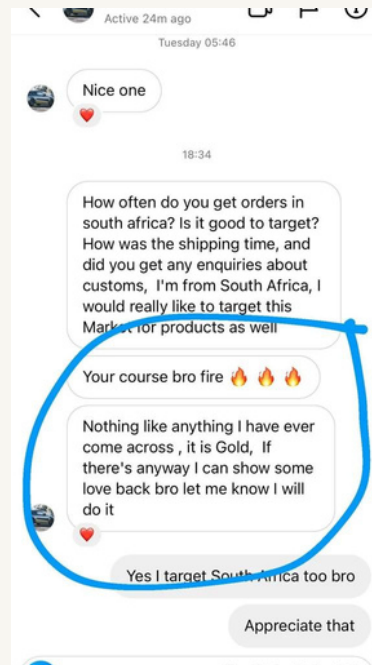 Active 24m ago
Tuesday 05:46
Nice one
18:34
How often do you get orders in
south africa? Is it good to target?
How was the shipping time, and
did you get any enquiries about
customs, I'm from South Africa, I
would really like to target this
Market for products as well
Your course bro fire 🔥 🔥 🔥
Nothing like anything I have ever
come across , it is Gold, If
there's anyway I can show some
love back bro let me know I will
do it
Yes I target South Africa too bro
Appreciate that